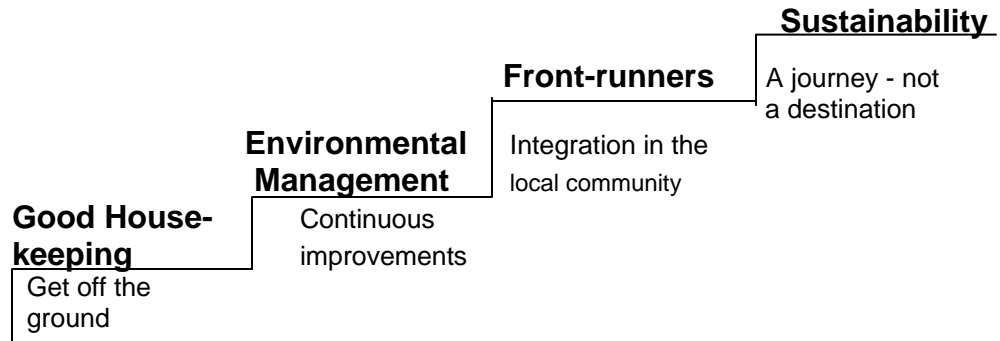 Sustainability
A journey - not
a destination
Front-runners
Integration in the
local community
Environmental
Management
Continuous
improvements
Good House-
keeping
Get off the
ground